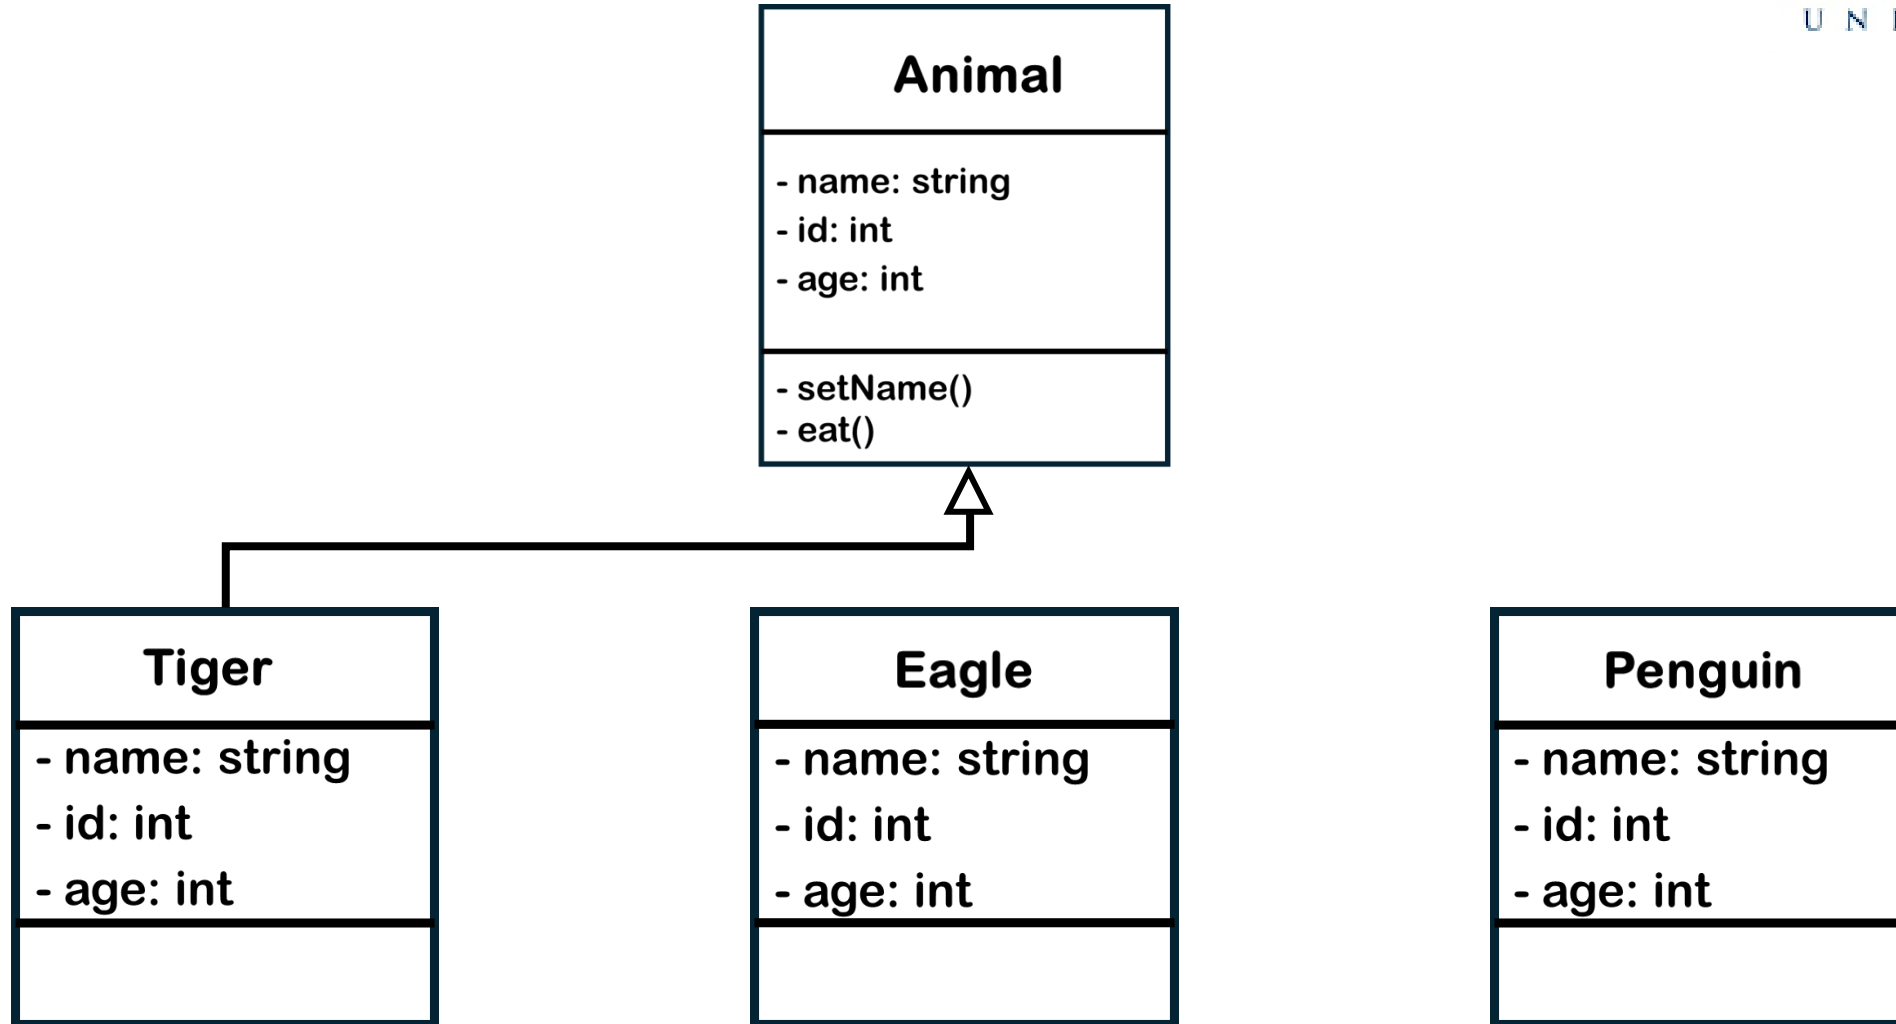 U N
Animal
- name: string
- id: int
- age: int
- setName()
- eat()
Tiger
- name: string
- id: int
- age: int
Eagle
- name: string
- id: int
- age: int
Penguin
- name: string
- id: int
- age: int